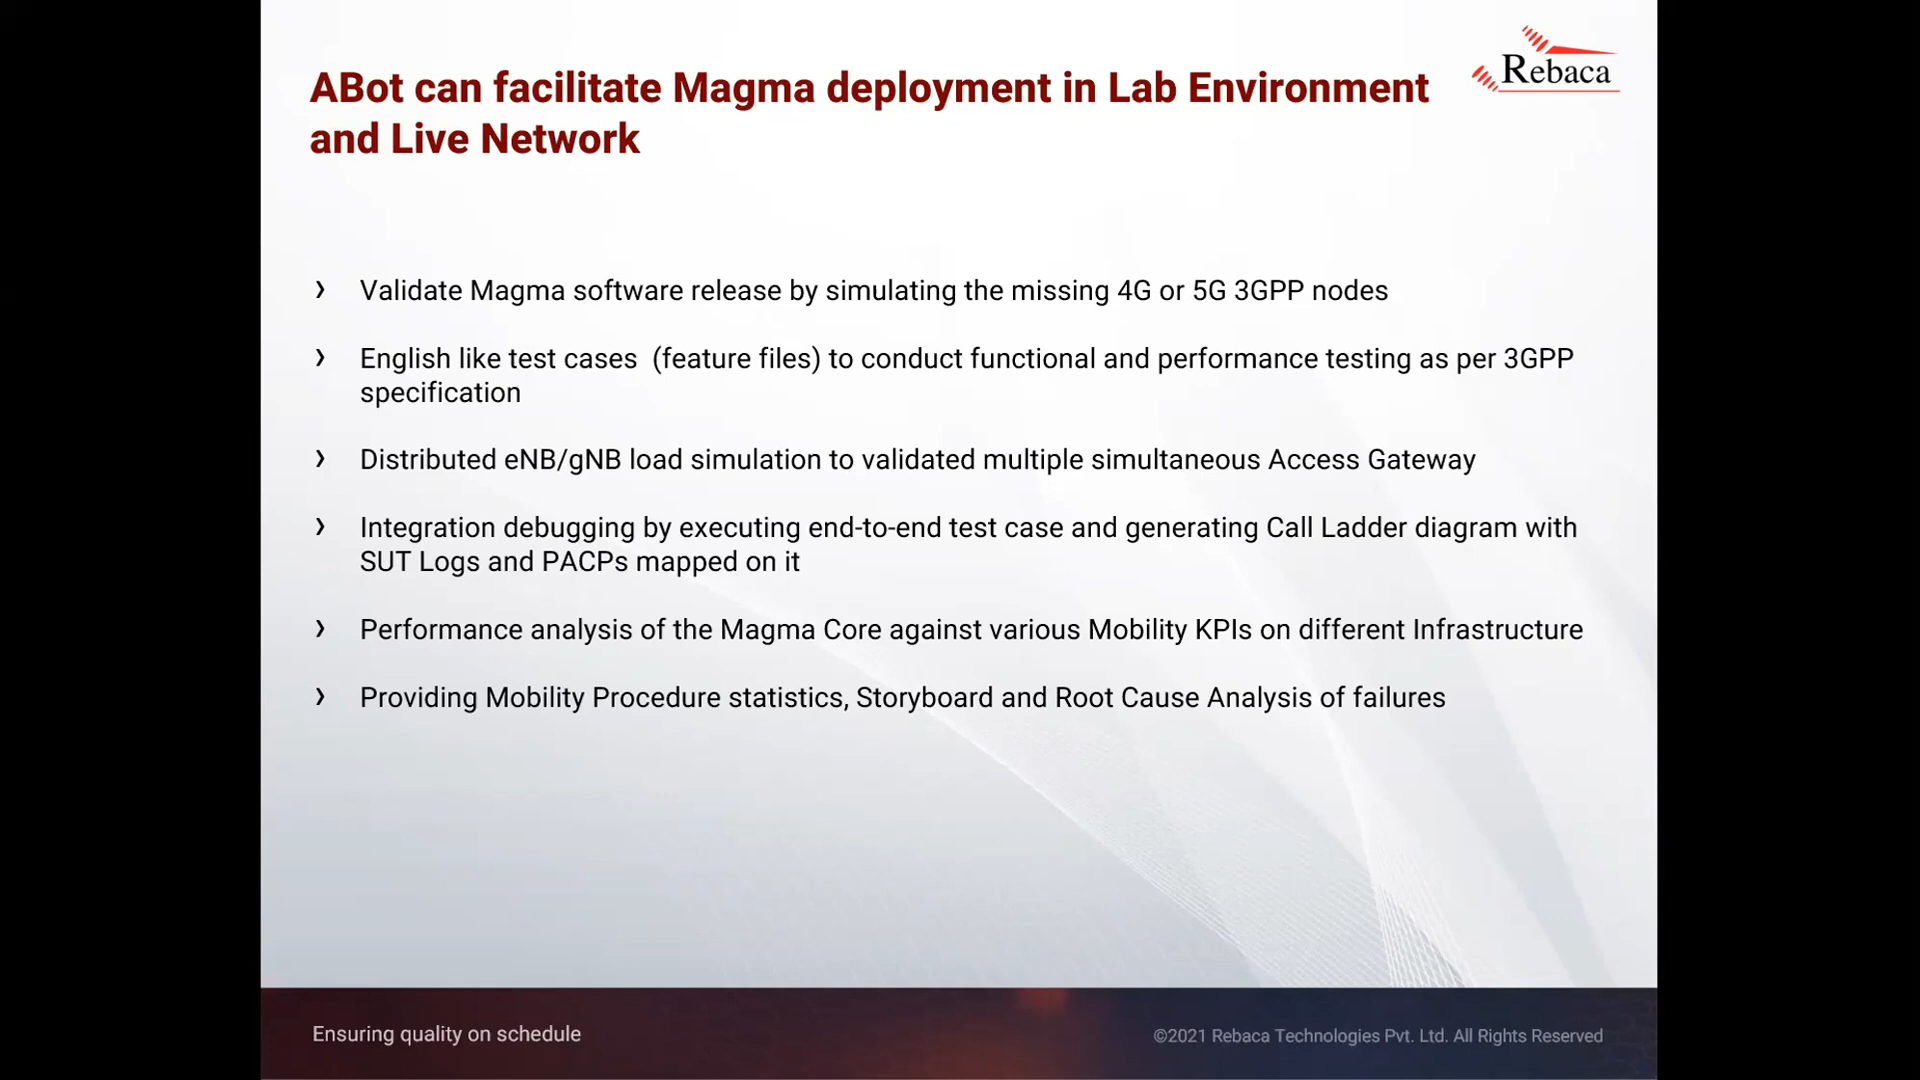 ABot can facilitate Magma deployment in Lab Environment
and Live Network
Rebaca
› Validate Magma software release by simulating the missing 4G or 5G 3GPP nodes
› English like test cases  (feature files) to conduct functional and performance testing as per 3GPP
specification
› Distributed eNB/gNB load simulation to validated multiple simultaneous Access Gateway
› Integration debugging by executing end-to-end test case and generating Call Ladder diagram with
SUT Logs and PACPs mapped on it
› Performance analysis of the Magma Core against various Mobility KPIs on different Infrastructure
› Providing Mobility Procedure statistics, Storyboard and Root Cause Analysis of failures
Ensuring quality on schedule
©2021 Rebaca Technologies Pvt. Ltd. All Rights Reserved